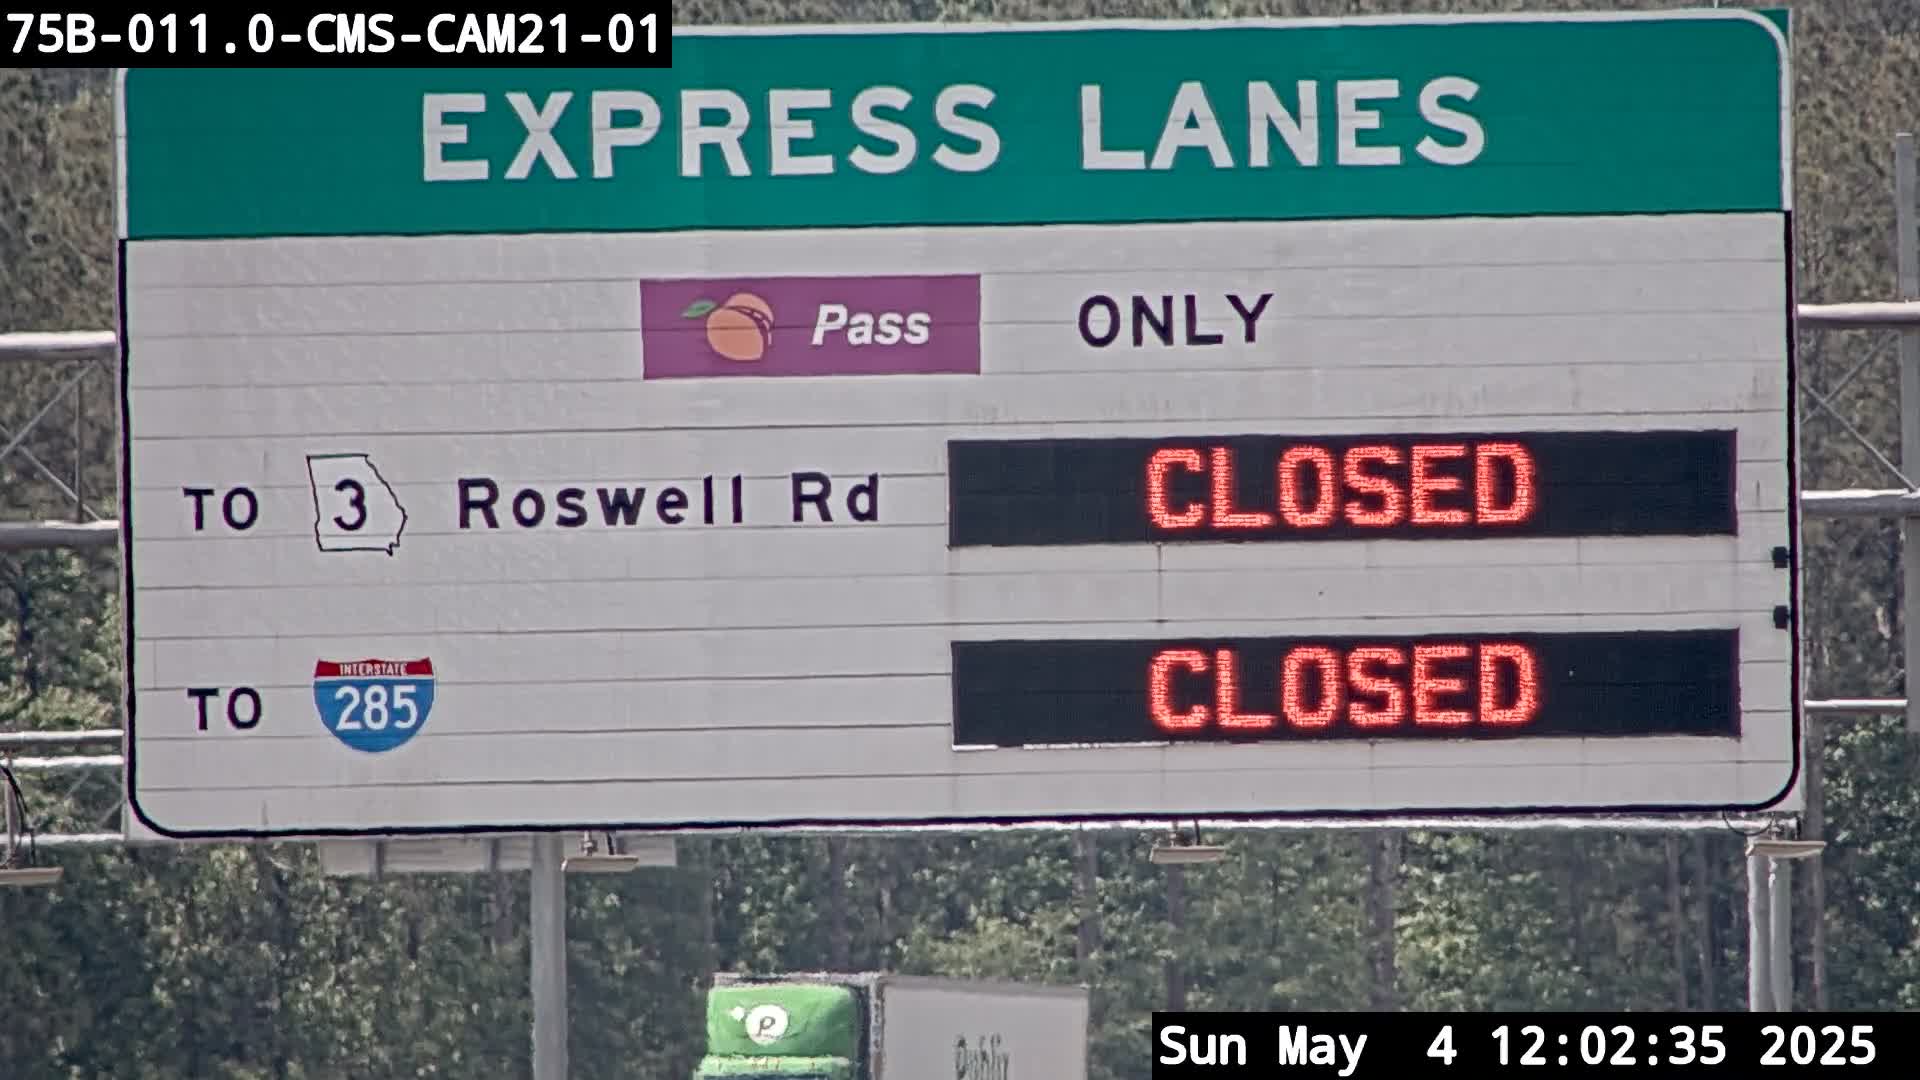 75B-011.0-CMS-CAM21-01
EXPRESS LANES
Pass ONLY
TO 3 Roswell Rd CLOSED
TO INTERSTATE 285 CLOSED
p
Publix
Sun May 4 12:02:35 2025